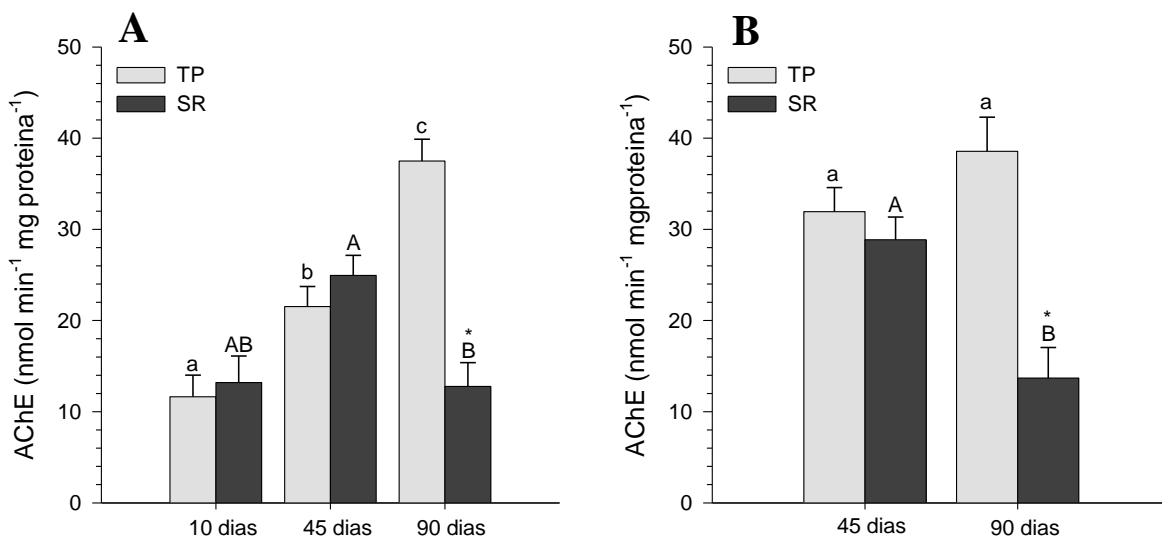 A
AChE (nmol min⁻¹ mg proteina⁻¹)
50
40
30
20
10
0
TP
SR
a
AB
b
A
c
*
B
10 dias
45 dias
90 dias
B
AChE (nmol min⁻¹ mgproteina⁻¹)
50
40
30
20
10
0
TP
SR
a
A
a
*
B
45 dias
90 dias